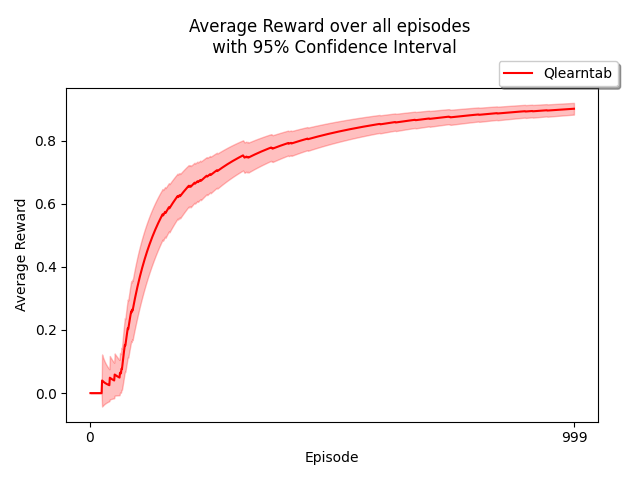 Average Reward over all episodes
with 95% Confidence Interval
Qlearntab
0.8
0.6
0.4
0.2
0.0
Average Reward
0
999
Episode